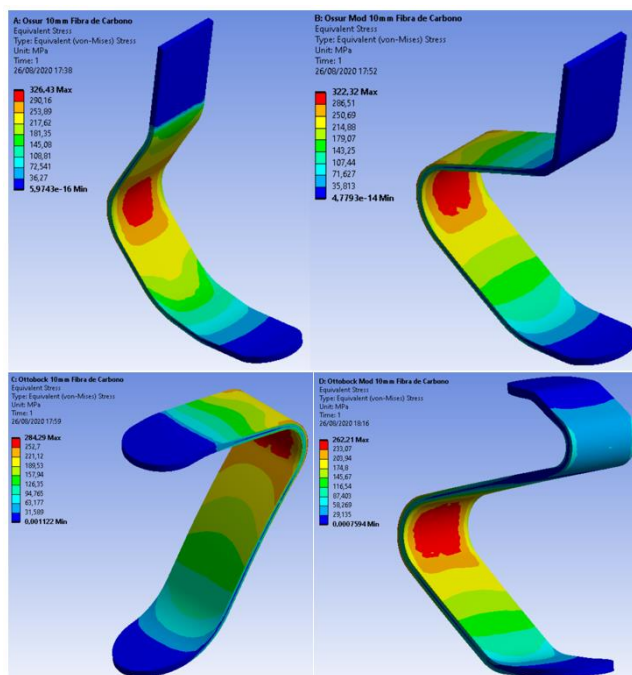 A: Ossur 10mm Fibra de Carbono
Equivalent Stress
Type: Equivalent (von-Mises) Stress
Unit: MPa
Time: 1
26/08/2020 17:38
326,43 Max
290,16
253,89
217,62
181,35
145,08
108,81
72,541
36,27
5,9743e-16 Min
B: Ossur Mod 10mm Fibra de Carbono
Equivalent Stress
Type: Equivalent (von-Mises) Stress
Unit: MPa
Time: 1
26/08/2020 17:52
322,32 Max
286,51
250,69
214,88
179,07
143,25
107,44
71,627
35,813
4,7793e-14 Min
C: Ottobock 10mm Fibra de Carbono
Equivalent Stress
Type: Equivalent (von-Mises) Stress
Unit: MPa
Time: 1
26/08/2020 17:59
284,29 Max
252,7
221,12
189,53
157,94
126,35
94,765
63,177
31,589
0,001122 Min
D: Ottobock Mod 10mm Fibra de Carbono
Equivalent Stress
Type: Equivalent (von-Mises) Stress
Unit: MPa
Time: 1
26/08/2020 18:16
262,21 Max
233,07
203,94
174,8
145,67
116,54
87,403
58,269
29,135
0,0007594 Min